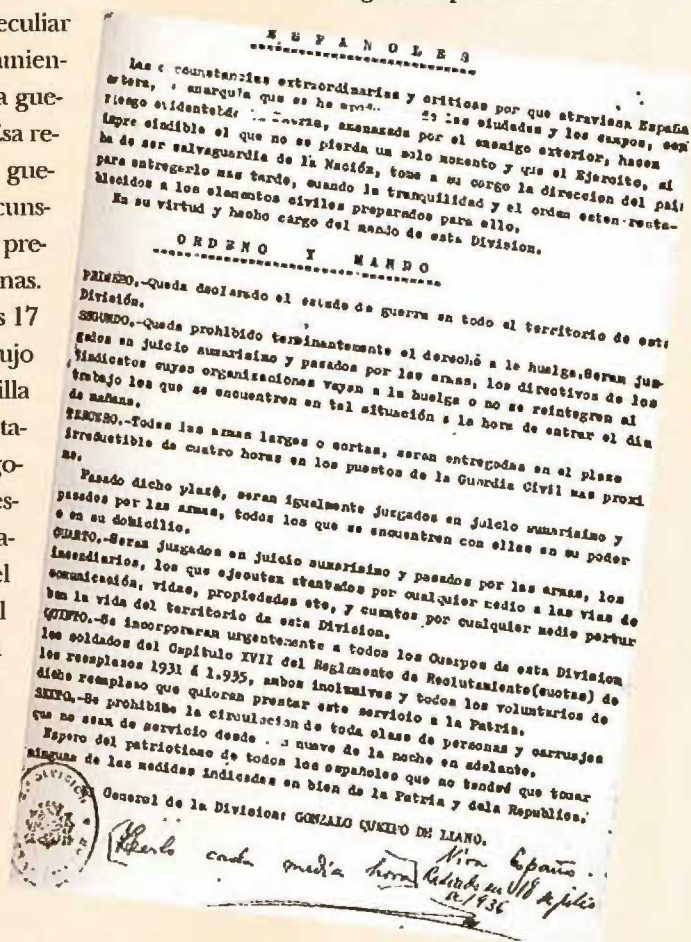 eculiar
amien-
a gue-
sa re-
gue-
cuns-
pre-
nas.
s 17
ujo
illa
ta-
go-
es-
a-
el
l
E S P A Ñ O L E S
Las circunstancias extraordinarias y criticas por que atraviesa España
entera, anarquia que se ha las ciudades y los campos, con
riesgo evidentede Patria, amenazada por el enemigo exterior, hacen
impre cindible el que no se pierda un solo momento y que el Ejército, si
ha de ser salvaguardia de la Nación, tome a su cargo la direccion del pais
para entregarlo mas tarde, cuando la tranquilidad y el orden esten resta-
blecidos a los elementos civiles preparados para ello.
En su virtud y hecho cargo del mando de esta Division.
O R D E N O Y M A N D O
PRIMERO.-Queda declarado el estado de guerra en todo el territorio de esta
División.
SEGUNDO.-Queda prohibido terminantemente el derecho a la huelga.Seran juz-
gados en juicio sumarisimo y pasados por las armas, los directivos de los
sindicatos cuyas organizaciones vayan a la huelga o no se reintegren al
trabajo los que se encuentren en tal situación a la hora de entrar el dia
de mañana.
TERCERO.-Todas las armas largas o cortas, seran entregadas en el plazo
irreductible de cuatro horas en los puestos de la Guardia Civil mas proxi
mo.
Pasado dicho plazo, seran igualmente juzgados en juicio sumarisimo y
pasados por las armas, todos los que se encuentren con ellas en su poder
o en su domicilio.
CUARTO.-Seran juzgados en juicio sumarisimo y pasados por las armas, los
incendiarios, los que ejecuten atentados por cualquier medio a las vias de
comunicación, vidas, propiedades etc, y cuantos por cualquier medio pertur
ban la vida del territorio de esta Division.
QUINTO.-Se incorporaran urgentemente a todos los Cuerpos de esta Division
los soldados del Capitulo XVII del Reglamento de Reclutamiento(cuotas) de
los reemplazos 1931 á 1.935, ambos inclusives y todos los voluntarios de
dicho reemplazo que quieran prestar este servicio a la Patria.
SEXTO.-Se prohibibe la circulacion de toda clase de personas y carruajes
que no sean de servicio desde nueve de la noche en adelante.
Espero del patriotismo de todos los españoles que no tendré que tomar
ninguna de las medidas indicadas en bien de la Patria y dela Republica.
El General de la Division: GONZALO QUEIPO DE LLANO.
Viva España
cada media hora
18 de julio
1936